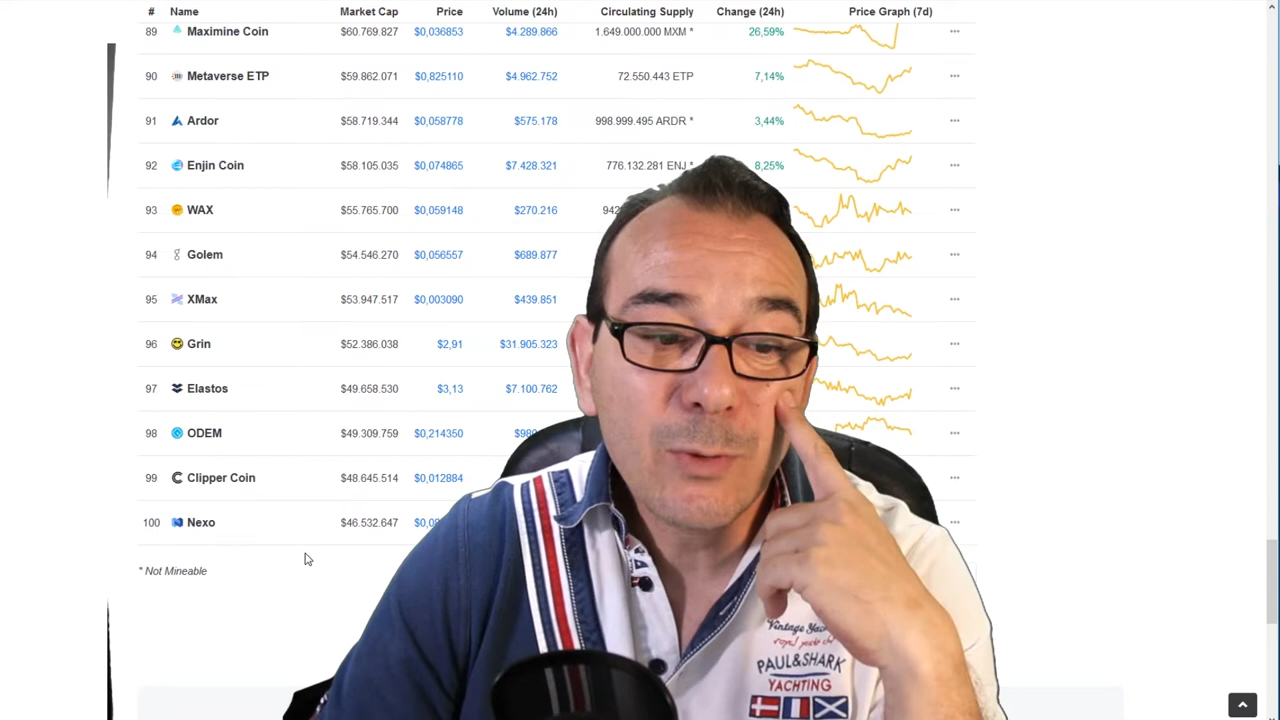 # Name Market Cap Price Volume (24h) Circulating Supply Change (24h) Price Graph (7d)
89 Maximine Coin $60.769.827 $0,036853 $4.289.866 1.649.000.000 MXM * 26,59%
90 Metaverse ETP $59.862.071 $0,825110 $4.962.752 72.550.443 ETP 7,14%
91 Ardor $58.719.344 $0,058778 $575.178 998.999.495 ARDR * 3,44%
92 Enjin Coin $58.105.035 $0,074865 $7.428.321 776.132.281 ENJ * 8,25%
93 WAX $55.765.700 $0,059148 $270.216
94 Golem $54.546.270 $0,056557 $689.877
95 XMax $53.947.517 $0,003090 $439.851
96 Grin $52.386.038 $2,91 $31.905.323
97 Elastos $49.658.530 $3,13 $7.100.762
98 ODEM $49.309.759 $0,214350
99 Clipper Coin $48.645.514 $0,012884
100 Nexo $46.532.647
* Not Mineable
Vintage
PAUL&SHARK
YACHTING